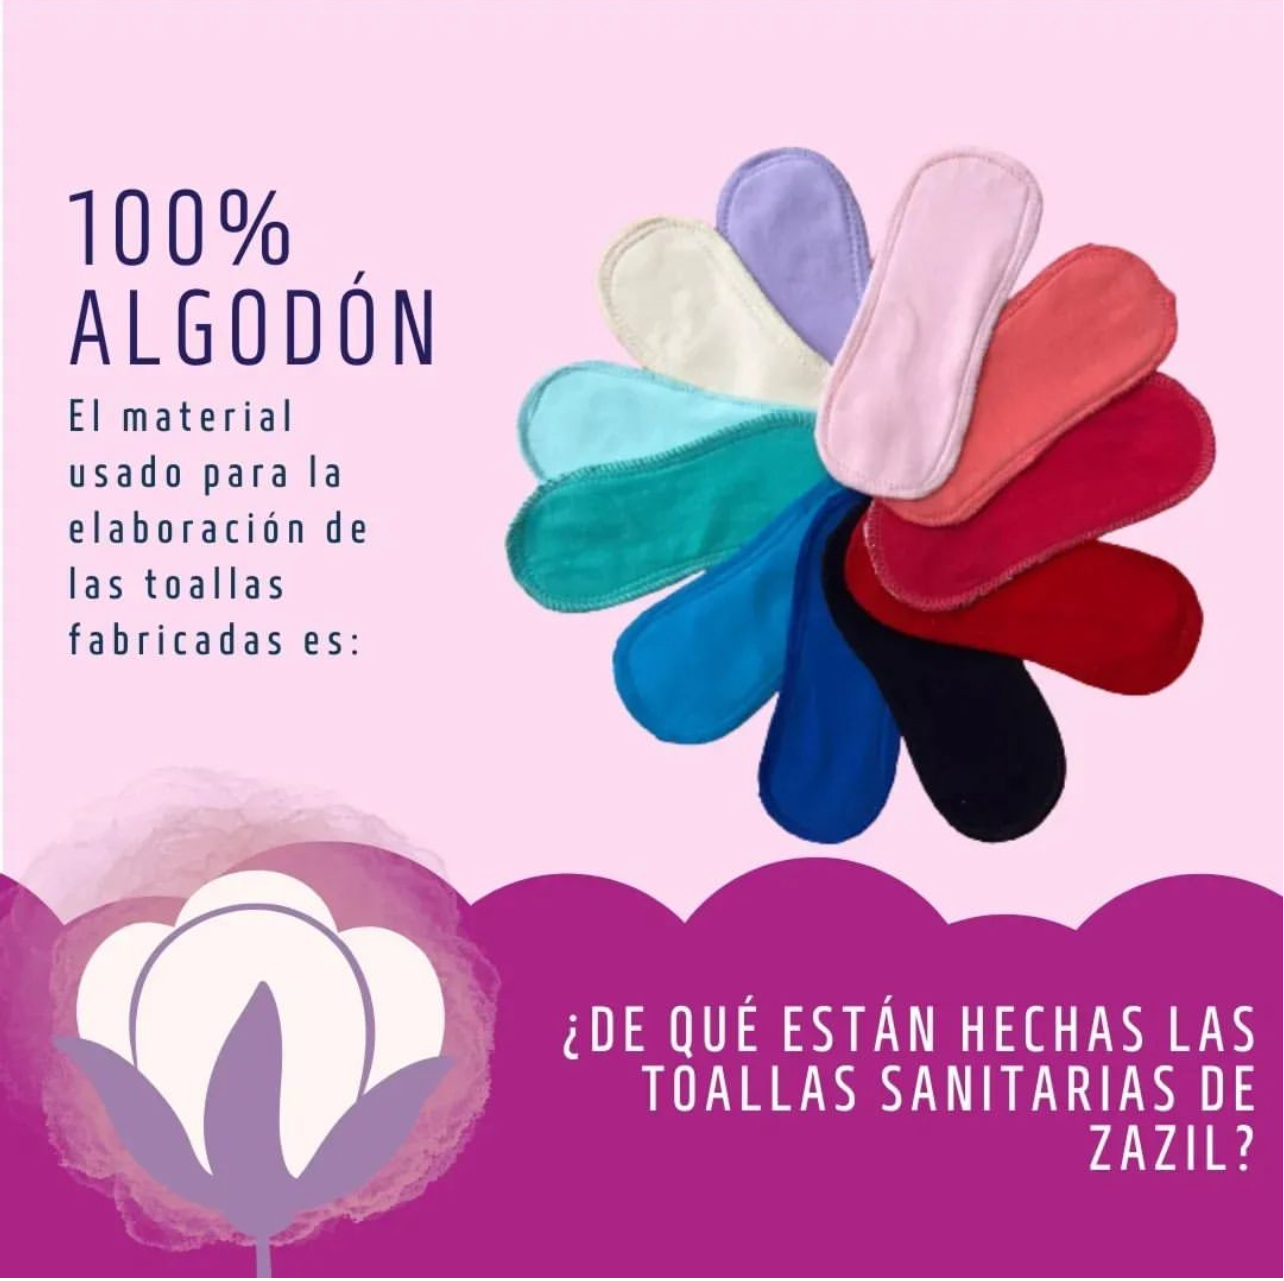 100%
ALGODÓN
El material
usado para la
elaboración de
las toallas
fabricadas es:
¿DE QUÉ ESTÁN HECHAS LAS
TOALLAS SANITARIAS DE
ZAZIL?